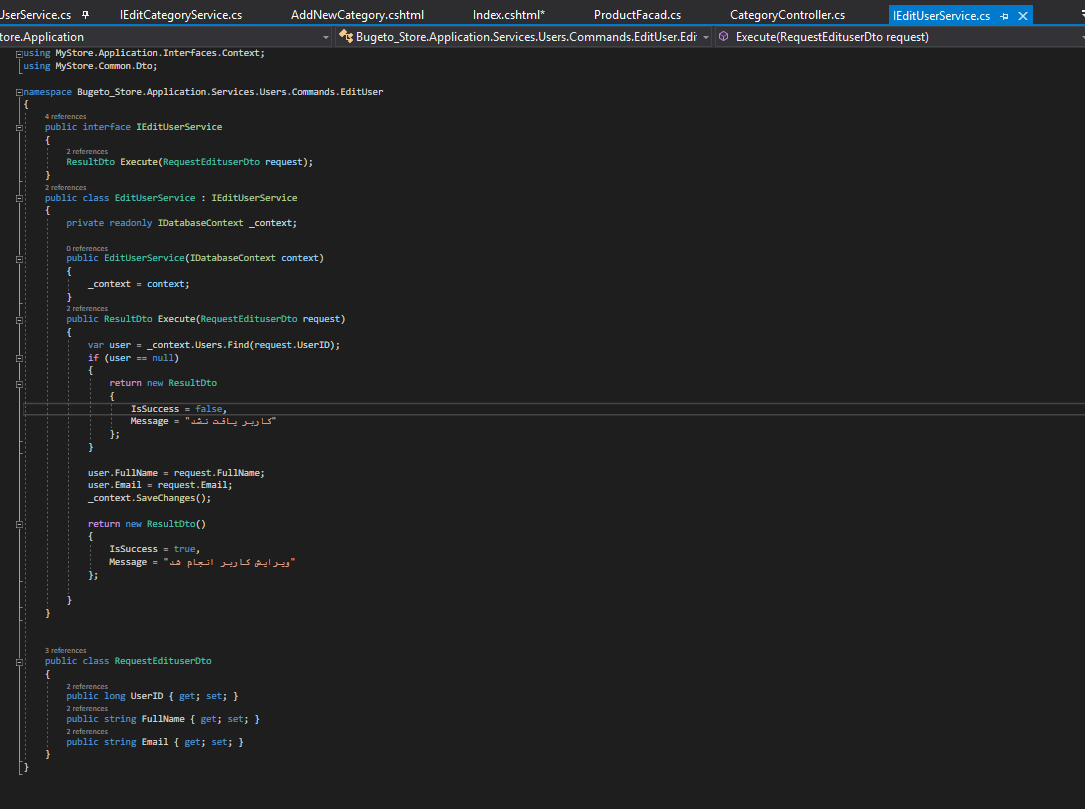 UserService.cs
IEditCategoryService.cs
AddNewCategory.cshtml
Index.cshtml*
ProductFacad.cs
CategoryController.cs
IEditUserService.cs
tore.Application
Bugeto_Store.Application.Services.Users.Commands.EditUser.Edit
Execute(RequestEdituserDto request)
using MyStore.Application.Interfaces.Context;
using MyStore.Common.Dto;
namespace Bugeto_Store.Application.Services.Users.Commands.EditUser
{
4 references
public interface IEditUserService
{
2 references
ResultDto Execute(RequestEdituserDto request);
}
2 references
public class EditUserService : IEditUserService
{
private readonly IDatabaseContext _context;
0 references
public EditUserService(IDatabaseContext context)
{
_context = context;
}
2 references
public ResultDto Execute(RequestEdituserDto request)
{
var user = _context.Users.Find(request.UserID);
if (user == null)
{
return new ResultDto
{
IsSuccess = false,
Message = "کاربر یافت نشد"
};
}
user.FullName = request.FullName;
user.Email = request.Email;
_context.SaveChanges();
return new ResultDto()
{
IsSuccess = true,
Message = "ویرایش کاربر انجام شد"
};
}
}
3 references
public class RequestEdituserDto
{
2 references
public long UserID { get; set; }
2 references
public string FullName { get; set; }
2 references
public string Email { get; set; }
}
}